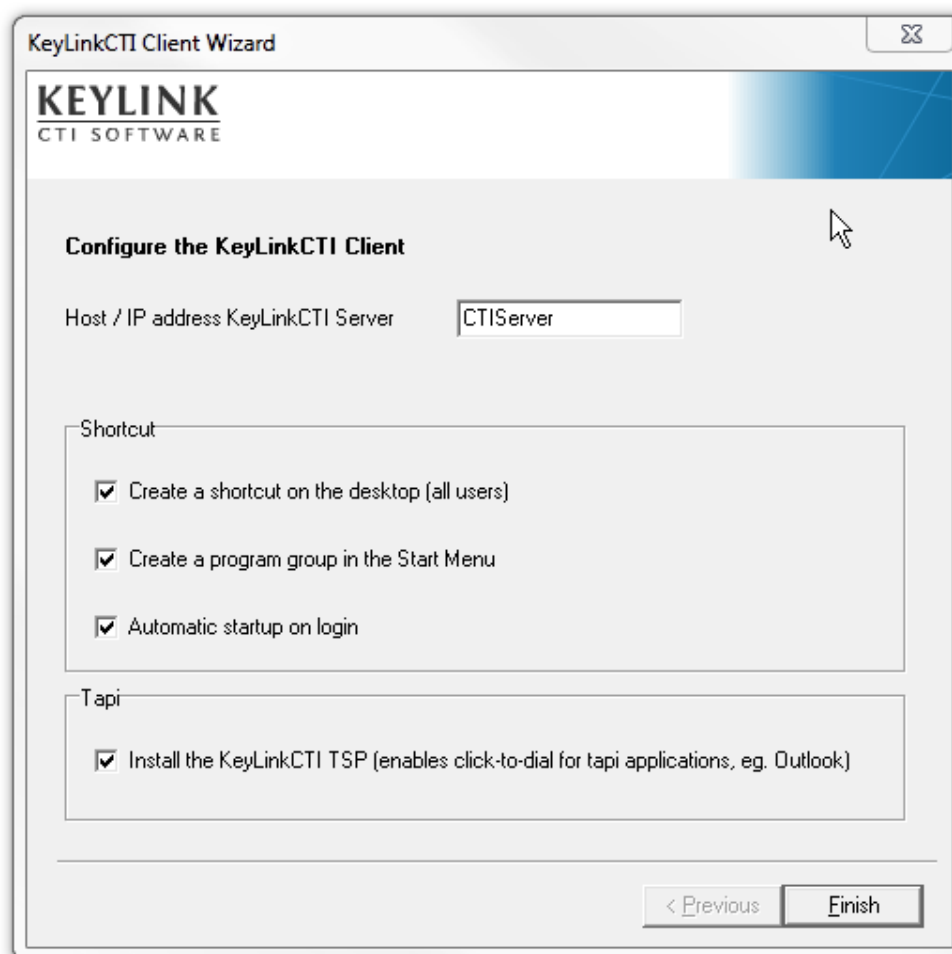 KeyLinkCTI Client Wizard
KEYLINK
CTI SOFTWARE
Configure the KeyLinkCTI Client
Host / IP address KeyLinkCTI Server
CTIServer
Shortcut
Create a shortcut on the desktop (all users)
Create a program group in the Start Menu
Automatic startup on login
Tapi
Install the KeyLinkCTI TSP (enables click-to-dial for tapi applications, eg. Outlook)
< Previous
Finish